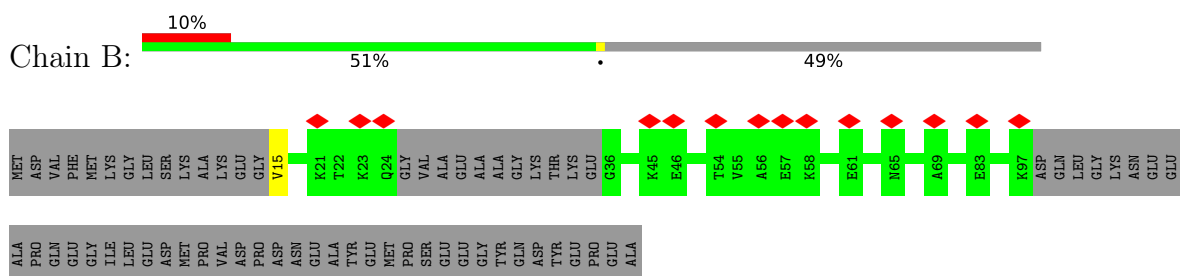 10%
Chain B:
51%
•
49%
MET ASP VAL PHE MET LYS GLY LEU SER LYS ALA LYS GLU GLY V15 K21 T22 K23 Q24 GLY VAL ALA GLU ALA ALA GLY LYS THR LYS GLU G36 K45 E46 T54 V55 A56 E57 K58 E61 N65 A69 E83 K97 ASP GLN LEU GLY LYS ASN GLU GLU
ALA PRO GLN GLU GLY ILE LEU GLU ASP MET PRO VAL ASP PRO ASP ASN GLU ALA TYR GLU MET PRO SER GLU GLU GLY TYR GLN ASP TYR GLU PRO GLU ALA